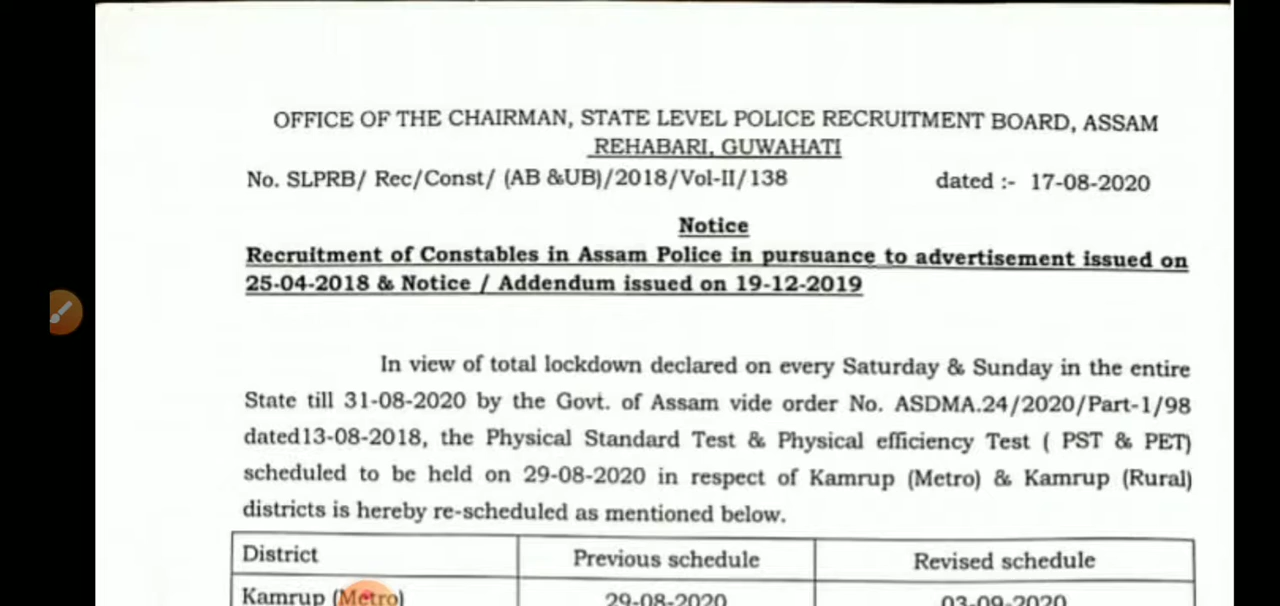 OFFICE OF THE CHAIRMAN, STATE LEVEL POLICE RECRUITMENT BOARD, ASSAM
REHABARI, GUWAHATI
No. SLPRB/ Rec/Const/ (AB &UB)/2018/Vol-II/138 dated :- 17-08-2020
Notice
Recruitment of Constables in Assam Police in pursuance to advertisement issued on
25-04-2018 & Notice / Addendum issued on 19-12-2019
In view of total lockdown declared on every Saturday & Sunday in the entire
State till 31-08-2020 by the Govt. of Assam vide order No. ASDMA.24/2020/Part-1/98
dated13-08-2018, the Physical Standard Test & Physical efficiency Test ( PST & PET)
scheduled to be held on 29-08-2020 in respect of Kamrup (Metro) & Kamrup (Rural)
districts is hereby re-scheduled as mentioned below.
District Previous schedule Revised schedule
Kamrup (Metro) 29-08-2020 03-09-2020